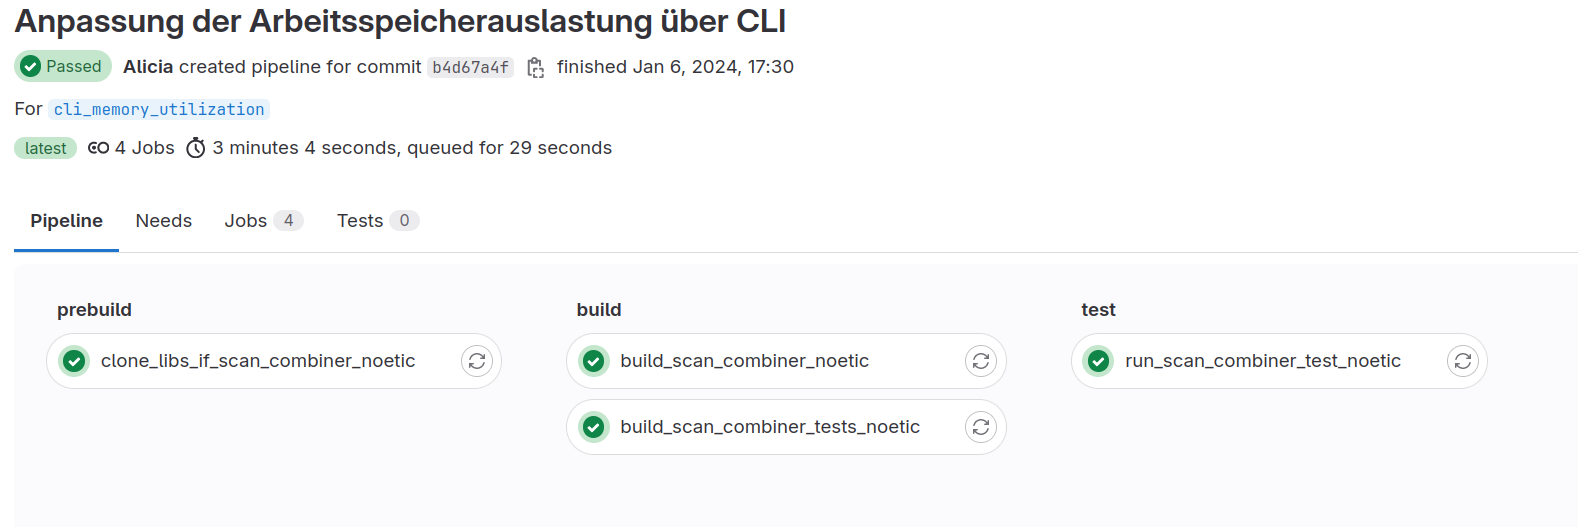 Anpassung der Arbeitsspeicherauslastung über CLI
Passed Alicia created pipeline for commit b4d67a4f finished Jan 6, 2024, 17:30
For cli_memory_utilization
latest 4 Jobs 3 minutes 4 seconds, queued for 29 seconds
Pipeline Needs Jobs 4 Tests 0
prebuild build test
clone_libs_if_scan_combiner_noetic build_scan_combiner_noetic run_scan_combiner_test_noetic
build_scan_combiner_tests_noetic